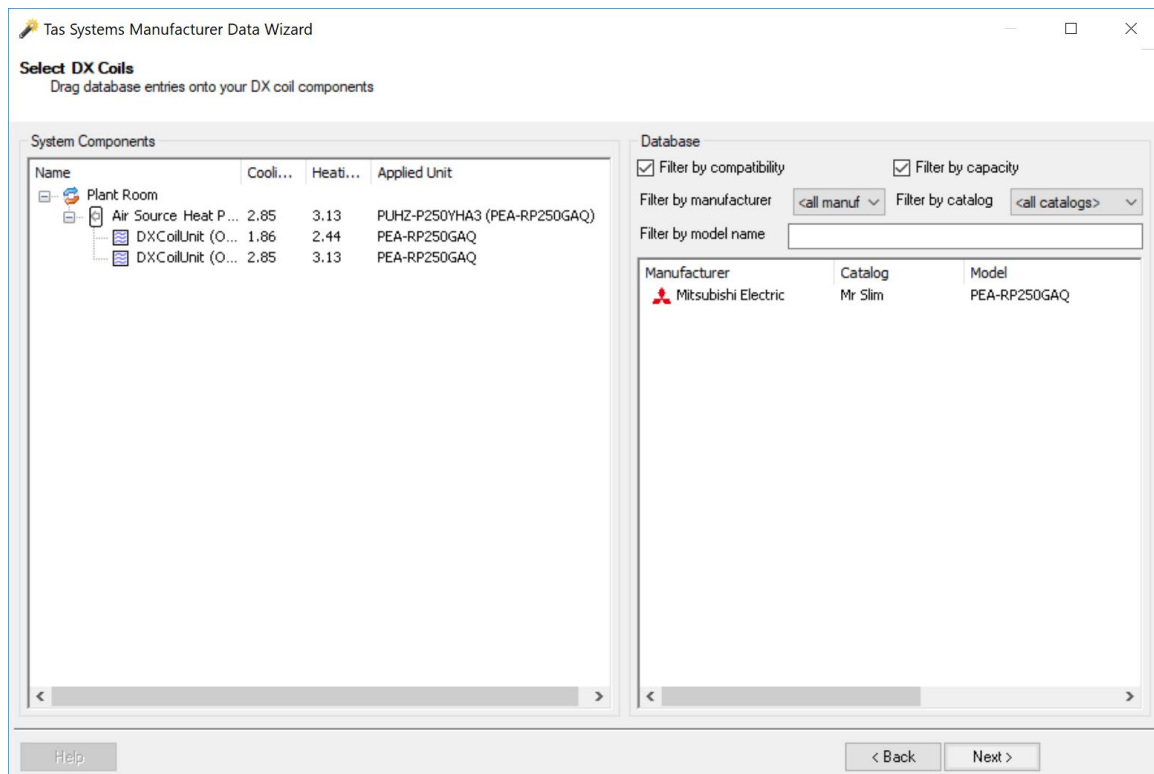 Tas Systems Manufacturer Data Wizard
Select DX Coils
Drag database entries onto your DX coil components
System Components
Name Cooli... Heati... Applied Unit
Plant Room
Air Source Heat P... 2.85 3.13 PUHZ-P250YHA3 (PEA-RP250GAQ)
DXCoilUnit (O... 1.86 2.44 PEA-RP250GAQ
DXCoilUnit (O... 2.85 3.13 PEA-RP250GAQ
Database
Filter by compatibility Filter by capacity
Filter by manufacturer <all manuf Filter by catalog <all catalogs>
Filter by model name
Manufacturer Catalog Model
Mitsubishi Electric Mr Slim PEA-RP250GAQ
Help < Back Next >